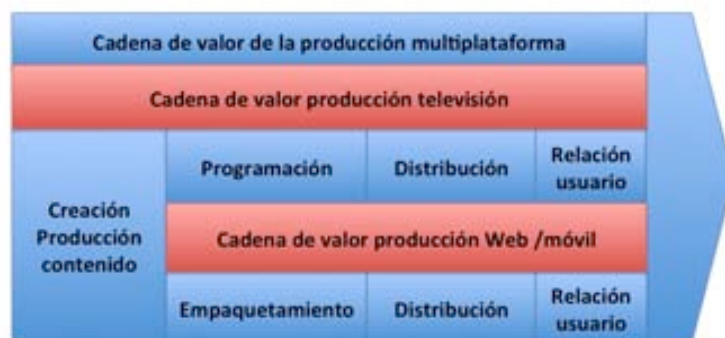 Cadena de valor de la producción multiplataforma
Cadena de valor producción televisión
Creación
Producción
contenido
Programación
Distribución
Relación
usuario
Cadena de valor producción Web /móvil
Empaquetamiento
Distribución
Relación
usuario